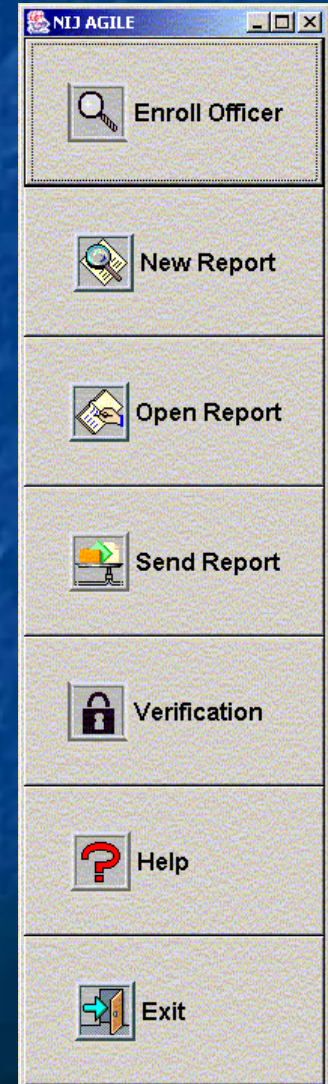 NIJ AGILE
Enroll Officer
New Report
Open Report
Send Report
Verification
Help
Exit